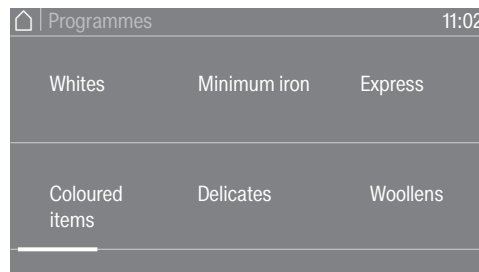 Programmes 11:02
Whites Minimum iron Express
Coloured Delicates Woollens
items